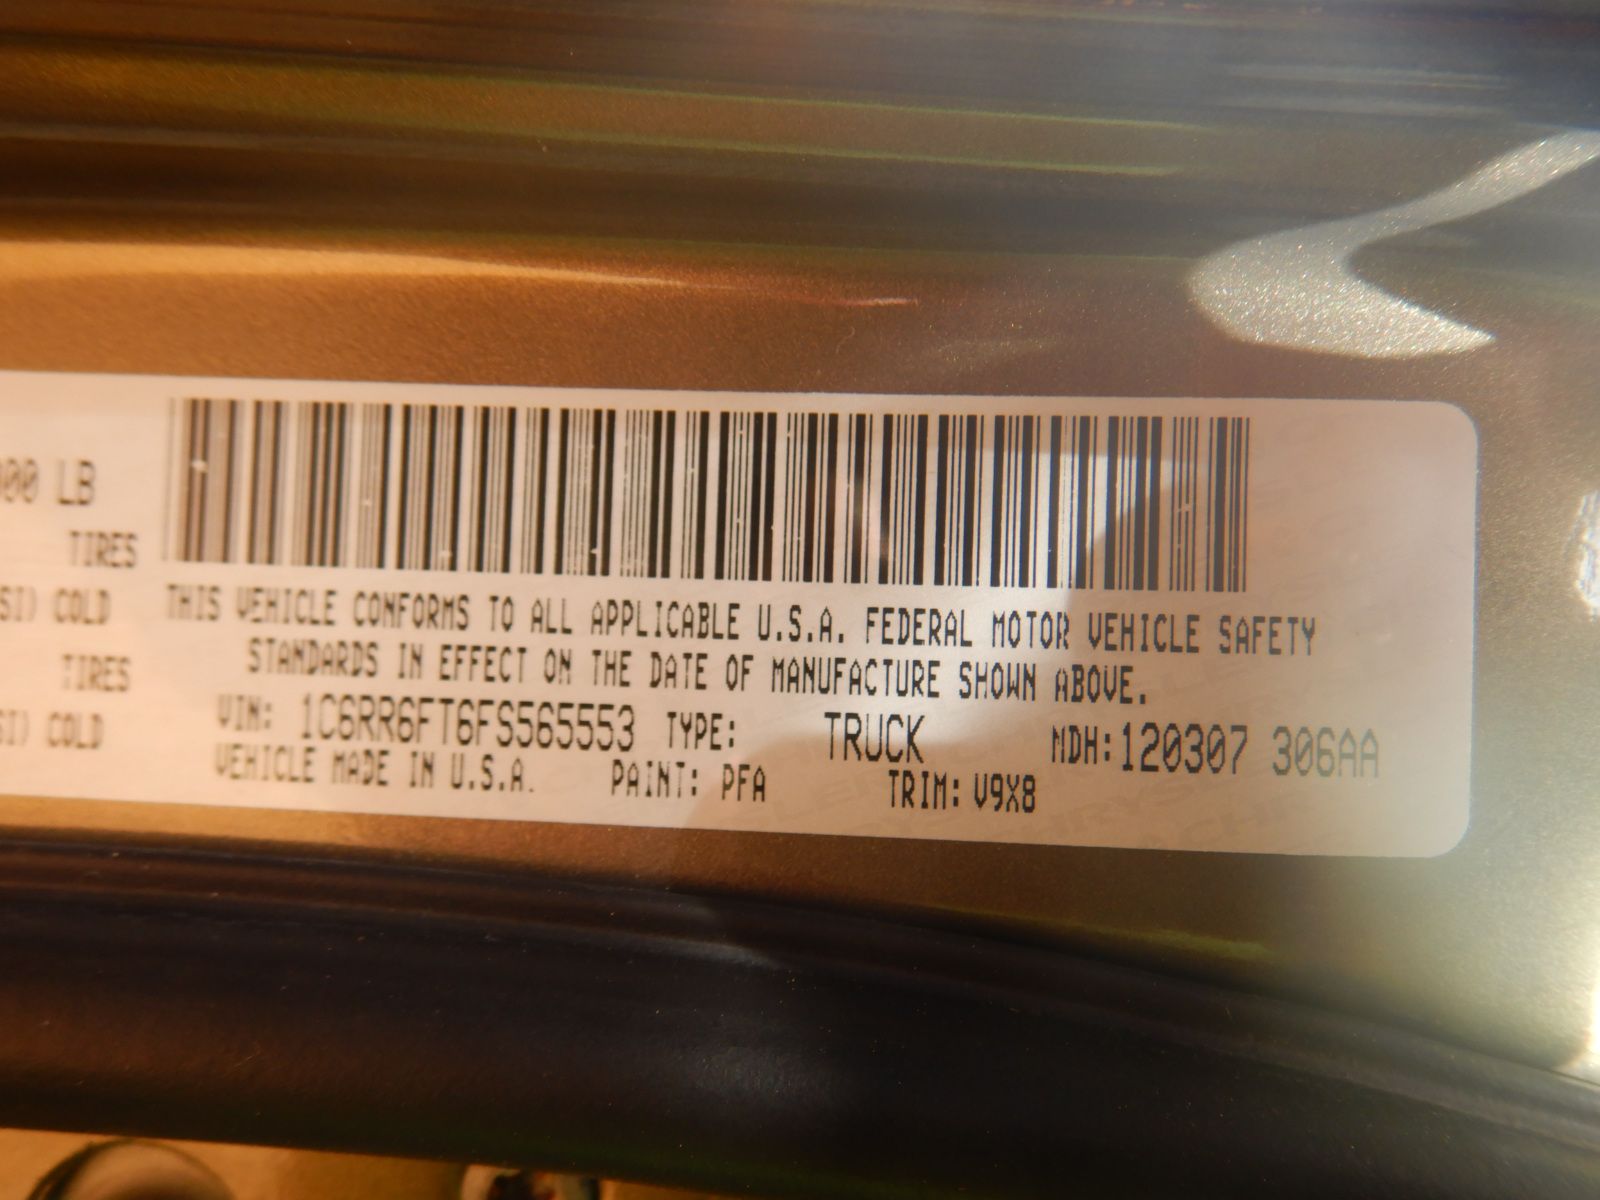 000 LB
TIRES
SI) COLD
TIRES
SI) COLD
THIS VEHICLE CONFORMS TO ALL APPLICABLE U.S.A. FEDERAL MOTOR VEHICLE SAFETY
STANDARDS IN EFFECT ON THE DATE OF MANUFACTURE SHOWN ABOVE.
VIN: 1C6RR6FT6FS565553 TYPE: TRUCK MDH:120307 306AA
VEHICLE MADE IN U.S.A. PAINT: PFA TRIM: V9X8